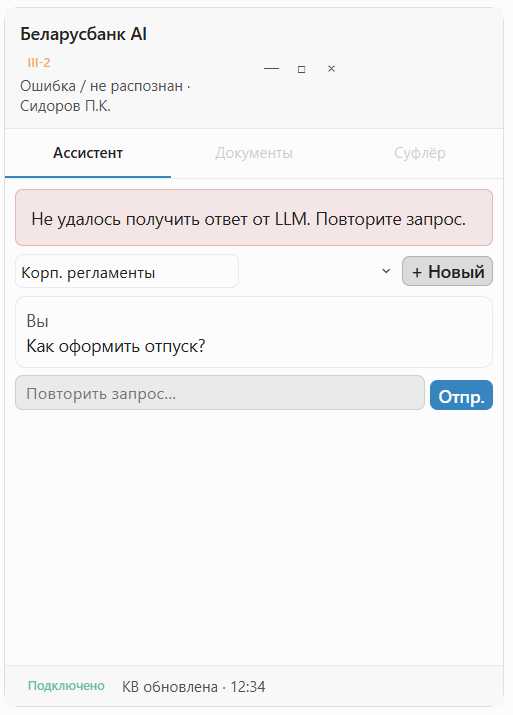 Беларусбанк AI
III-2
Ошибка / не распознан ·
Сидоров П.К.
Ассистент Документы Суфлёр
Не удалось получить ответ от LLM. Повторите запрос.
Корп. регламенты + Новый
Вы
Как оформить отпуск?
Повторить запрос... Отпр.
Подключено КВ обновлена · 12:34